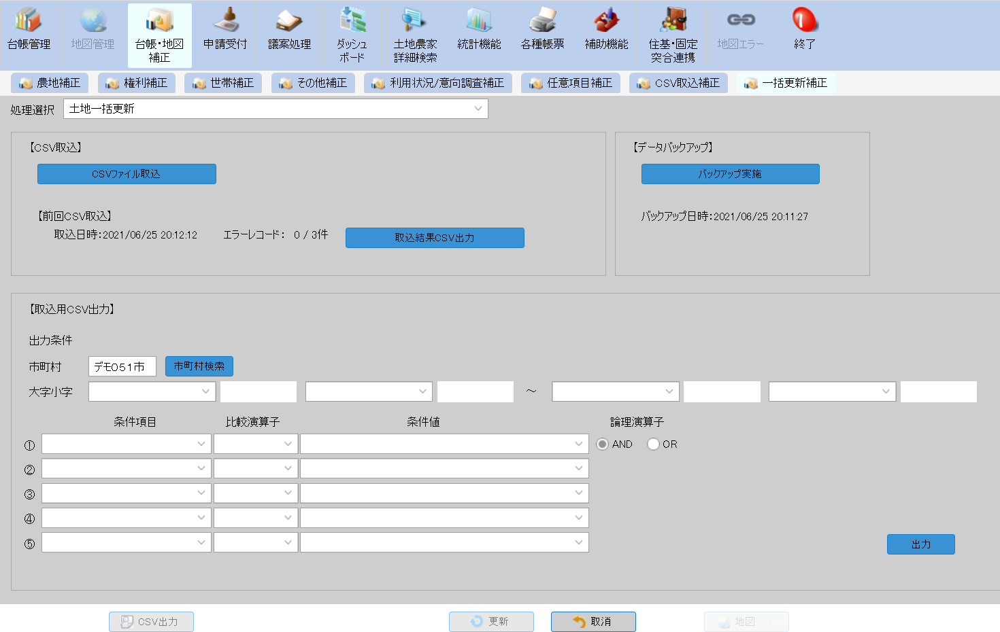 台帳管理
地図管理
台帳・地図
補正
申請受付
議案処理
ダッシュ
ボード
土地農家
詳細検索
統計機能
各種帳票
補助機能
住基・固定
突合連携
地図エラー
終了
農地補正
権利補正
世帯補正
その他補正
利用状況/意向調査補正
任意項目補正
CSV取込補正
一括更新補正
処理選択
土地一括更新
【CSV取込】
CSVファイル取込
【前回CSV取込】
取込日時:2021/06/25 20:12:12
エラーレコード: 0 / 3件
取込結果CSV出力
【データバックアップ】
バックアップ実施
バックアップ日時:2021/06/25 20:11:27
【取込用CSV出力】
出力条件
市町村
デモ051市
市町村検索
大字小字
～
条件項目
比較演算子
条件値
論理演算子
①
AND
OR
②
③
④
⑤
出力
CSV出力
更新
取消
地図